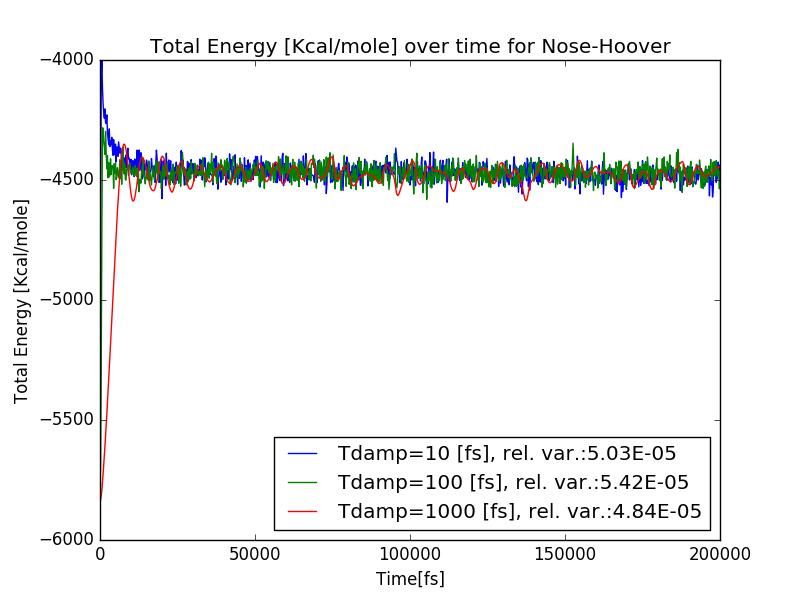 Total Energy [Kcal/mole] over time for Nose-Hoover
−4000
−4500
−5000
−5500
−6000
Total Energy [Kcal/mole]
Tdamp=10 [fs], rel. var.:5.03E-05
Tdamp=100 [fs], rel. var.:5.42E-05
Tdamp=1000 [fs], rel. var.:4.84E-05
0 50000 100000 150000 200000
Time[fs]